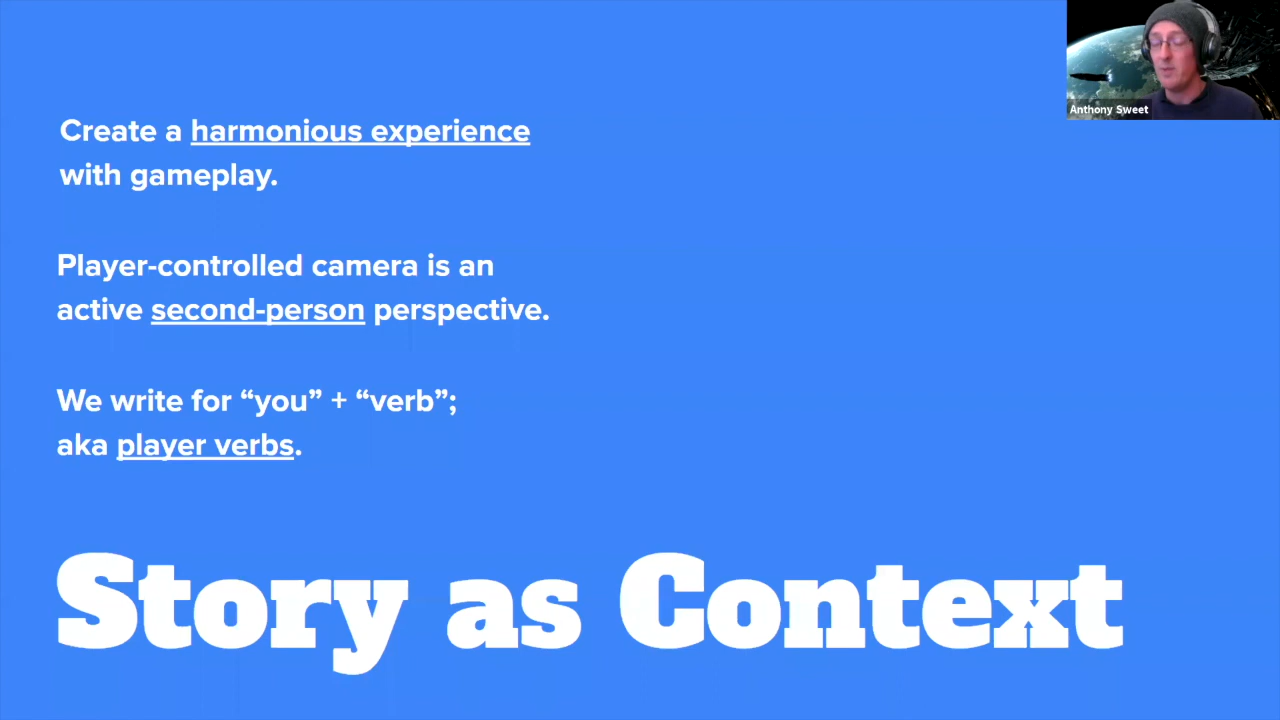 Create a harmonious experience
with gameplay.
Player-controlled camera is an
active second-person perspective.
We write for “you” + “verb”;
aka player verbs.
Story as Context
Anthony Sweet